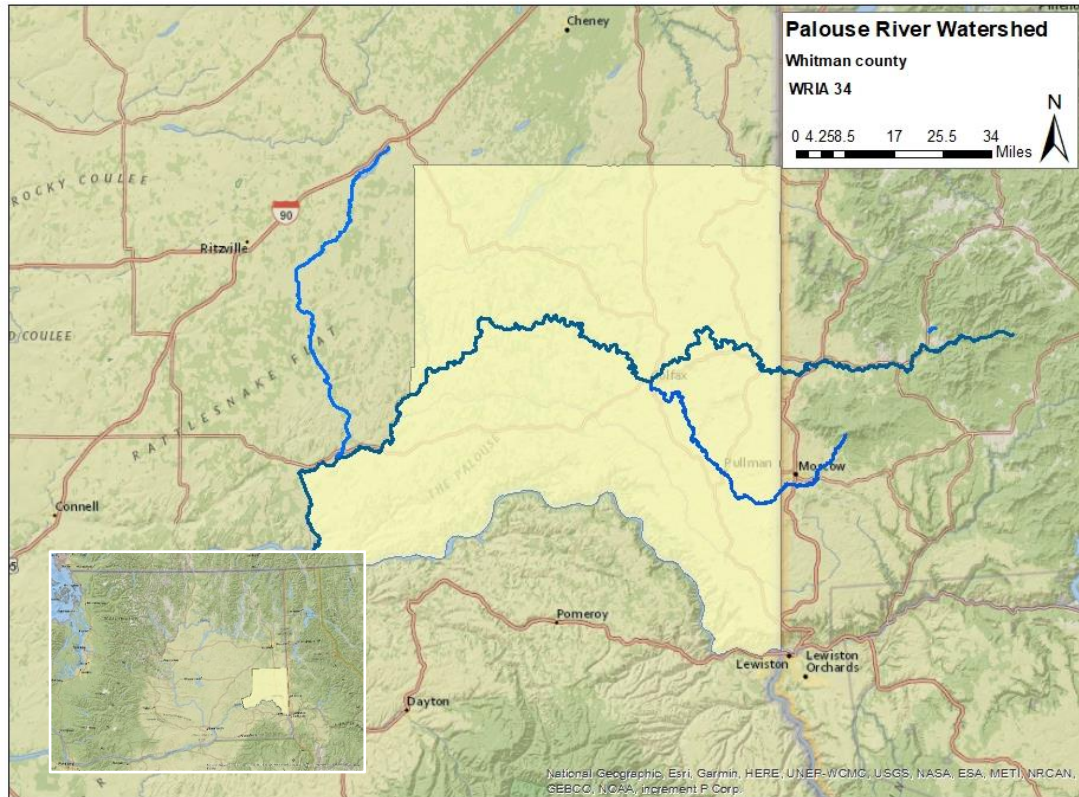 Cheney
Palouse River Watershed
Whitman county
WRIA 34
N
0 4.258.5 17 25.5 34
Miles
ROCKY COULEE
90
Ritzville
COULEE
RATTLESNAKE FLAT
Colfax
Pullman
Moscow
THE PALOUSE
Connell
Pomeroy
Lewiston
Lewiston
Orchards
Dayton
National Geographic, Esri, Garmin, HERE, UNEP-WCMC, USGS, NASA, ESA, METI, NRCAN,
GEBCO, NOAA, increment P Corp.